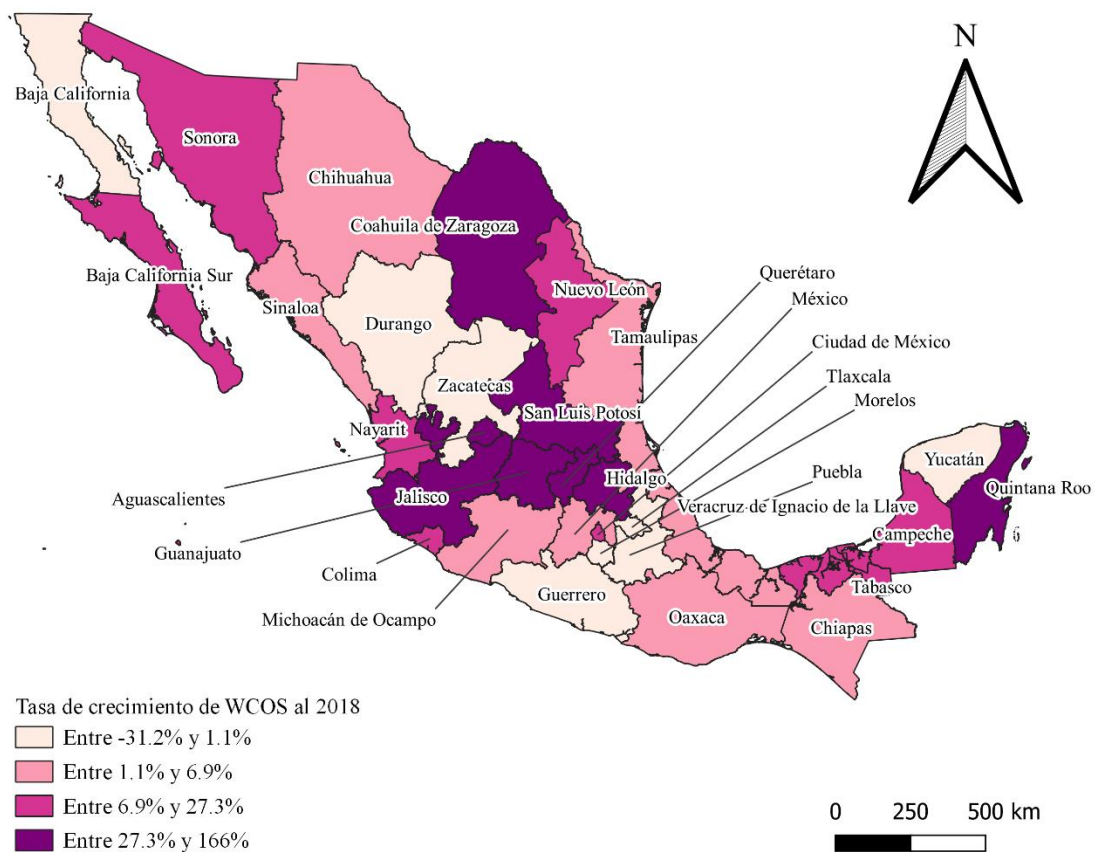 N
Baja California
Sonora
Chihuahua
Coahuila de Zaragoza
Querétaro
Baja California Sur
Nuevo León
México
Sinaloa
Durango
Tamaulipas
Ciudad de México
Tlaxcala
Zacatecas
Morelos
San Luis Potosí
Nayarit
Yucatán
Puebla
Hidalgo
Quintana Roo
Aguascalientes
Jalisco
Veracruz de Ignacio de la Llave
Campeche
Guanajuato
Colima
Tabasco
Guerrero
Michoacán de Ocampo
Oaxaca
Chiapas
Tasa de crecimiento de WCOS al 2018
Entre -31.2% y 1.1%
Entre 1.1% y 6.9%
Entre 6.9% y 27.3%
Entre 27.3% y 166%
0 250 500 km